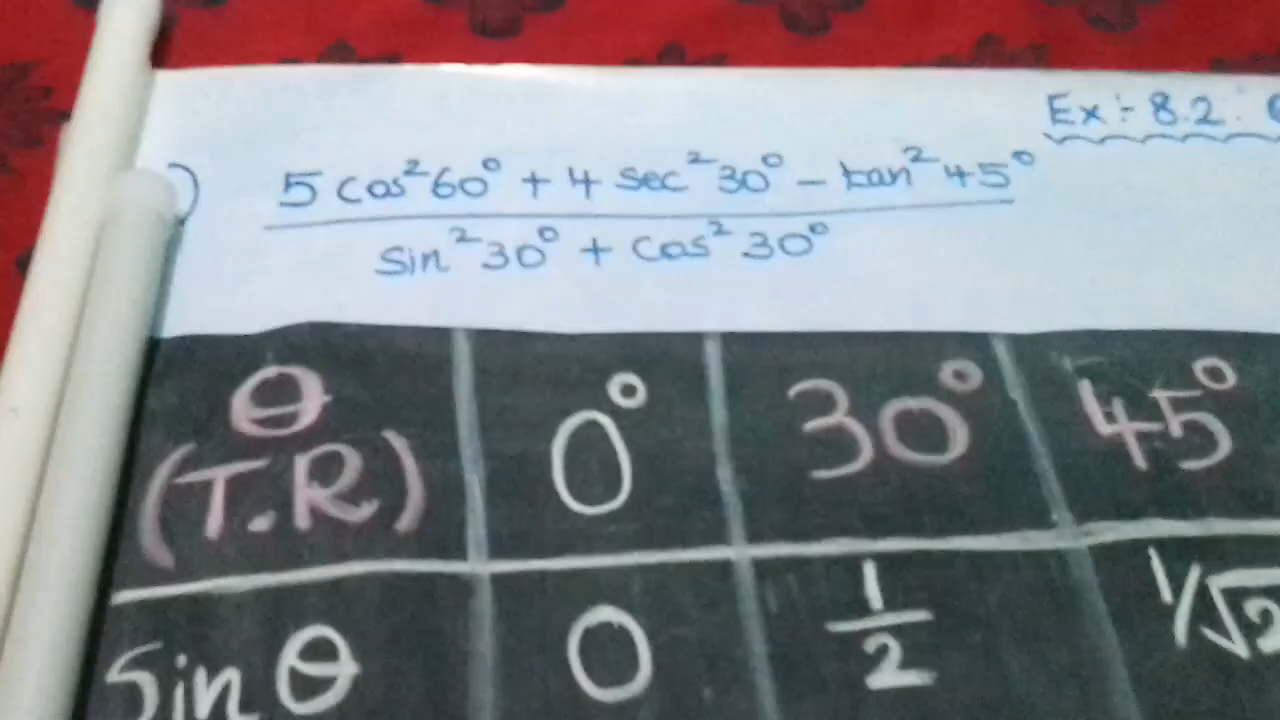 Ex:- 8.2
) 5 cos²60° + 4 sec²30° - tan²45°
sin²30° + cos²30°
θ (T.R) 0° 30° 45°
Sin θ 0 1/2 1/√2